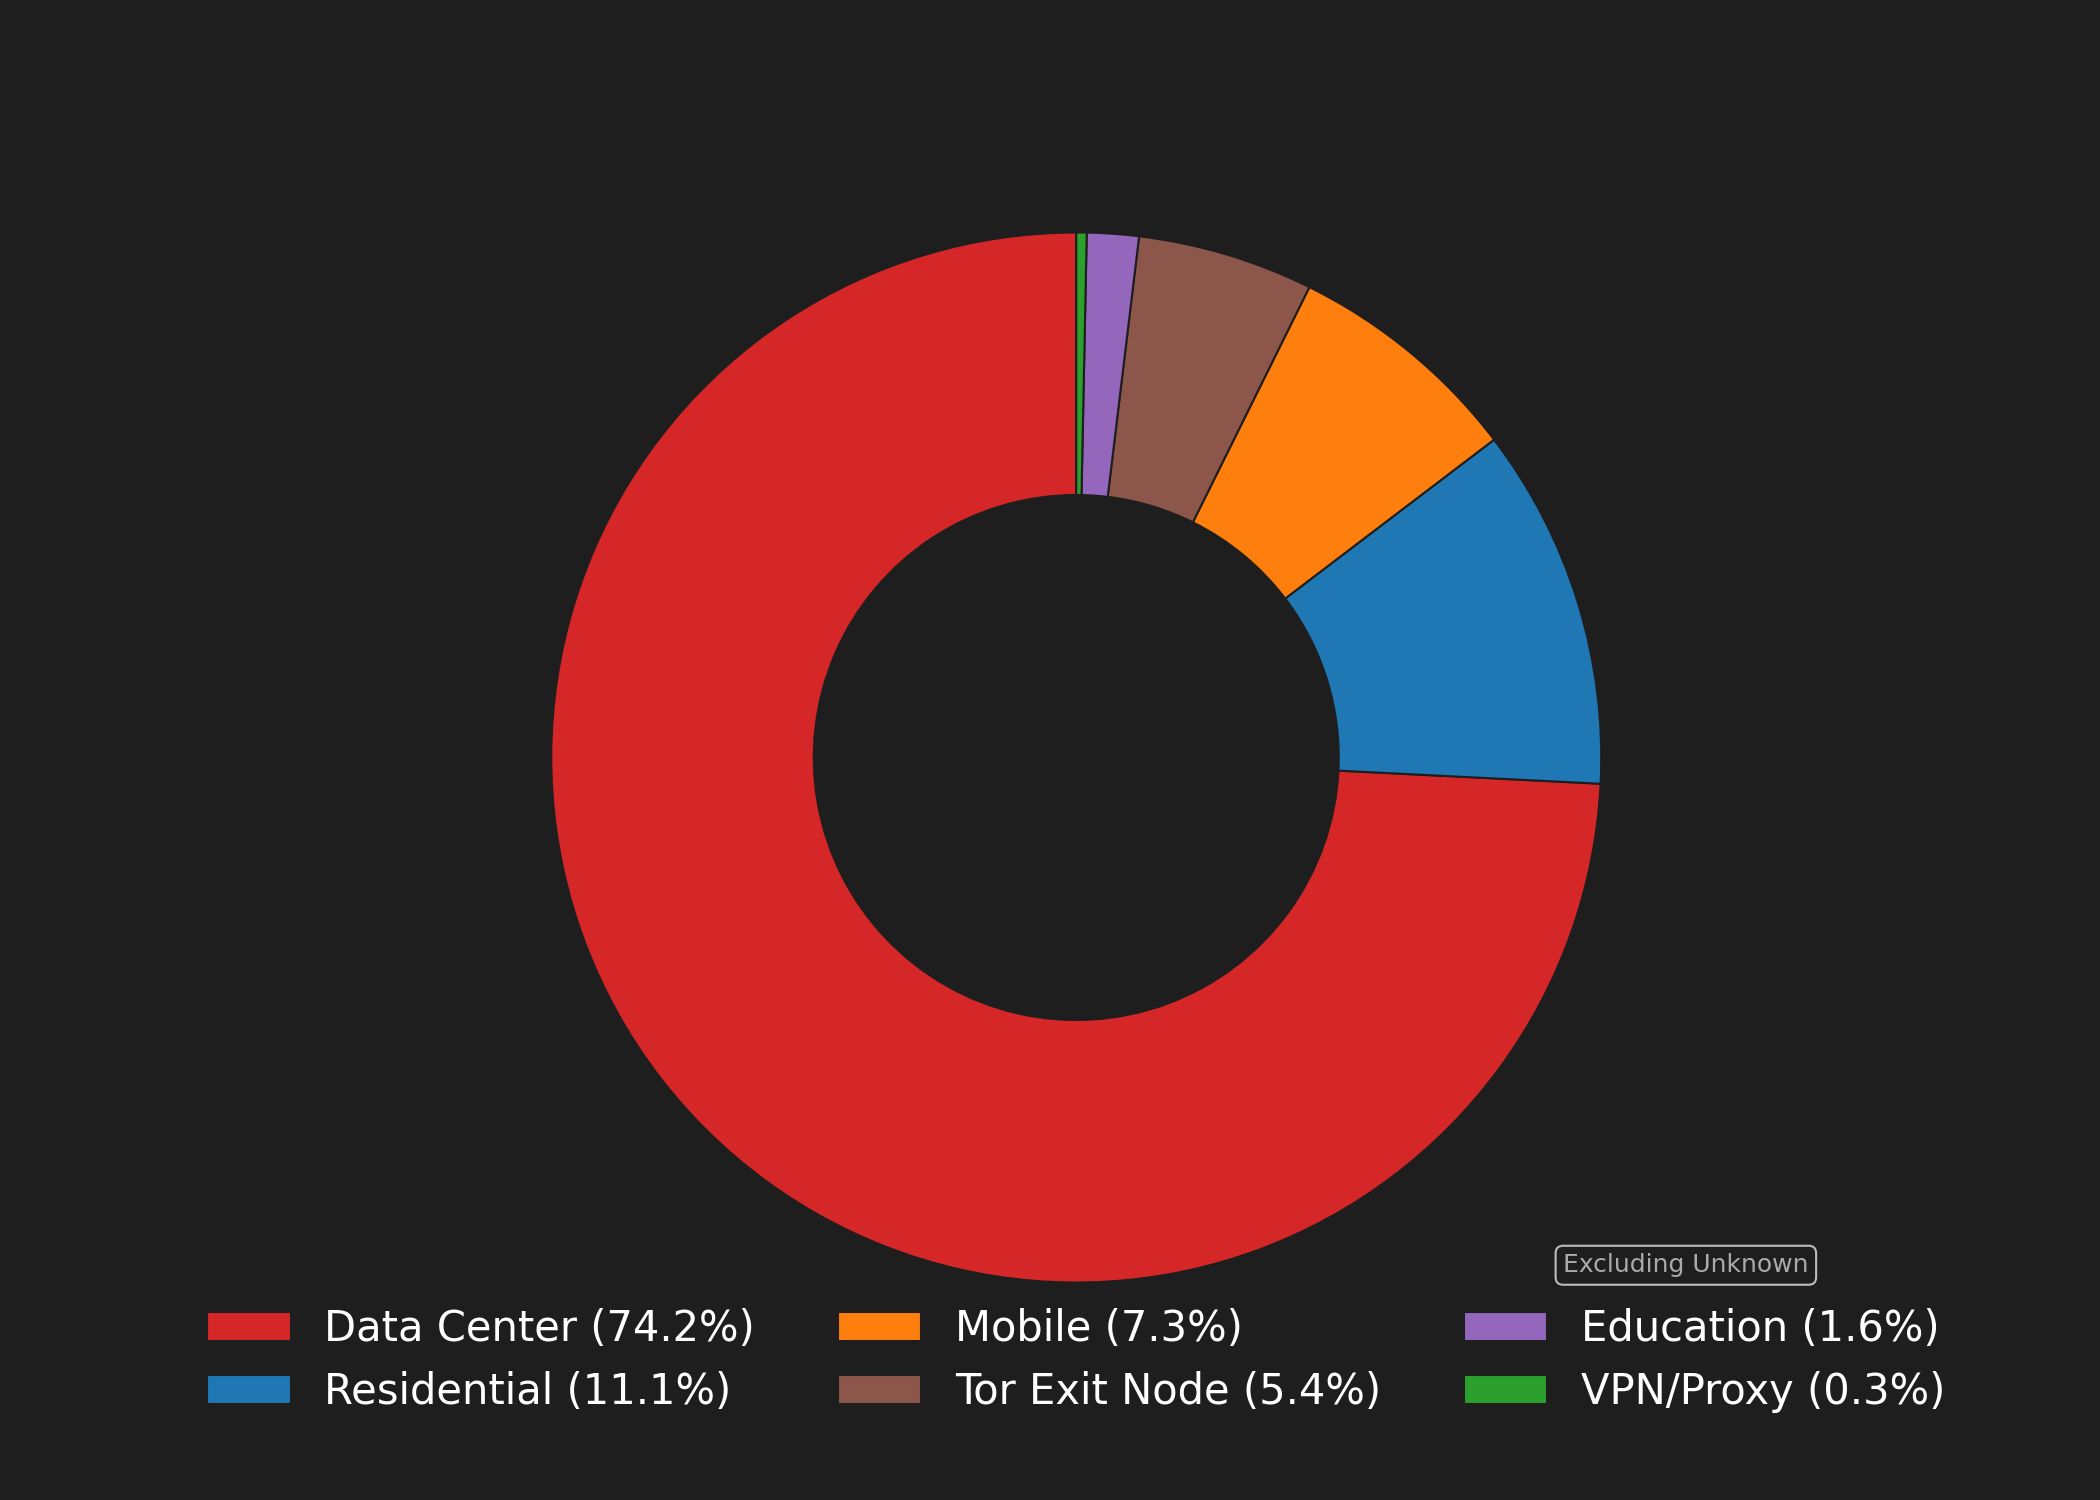 Excluding Unknown
Data Center (74.2%)
Residential (11.1%)
Mobile (7.3%)
Tor Exit Node (5.4%)
Education (1.6%)
VPN/Proxy (0.3%)